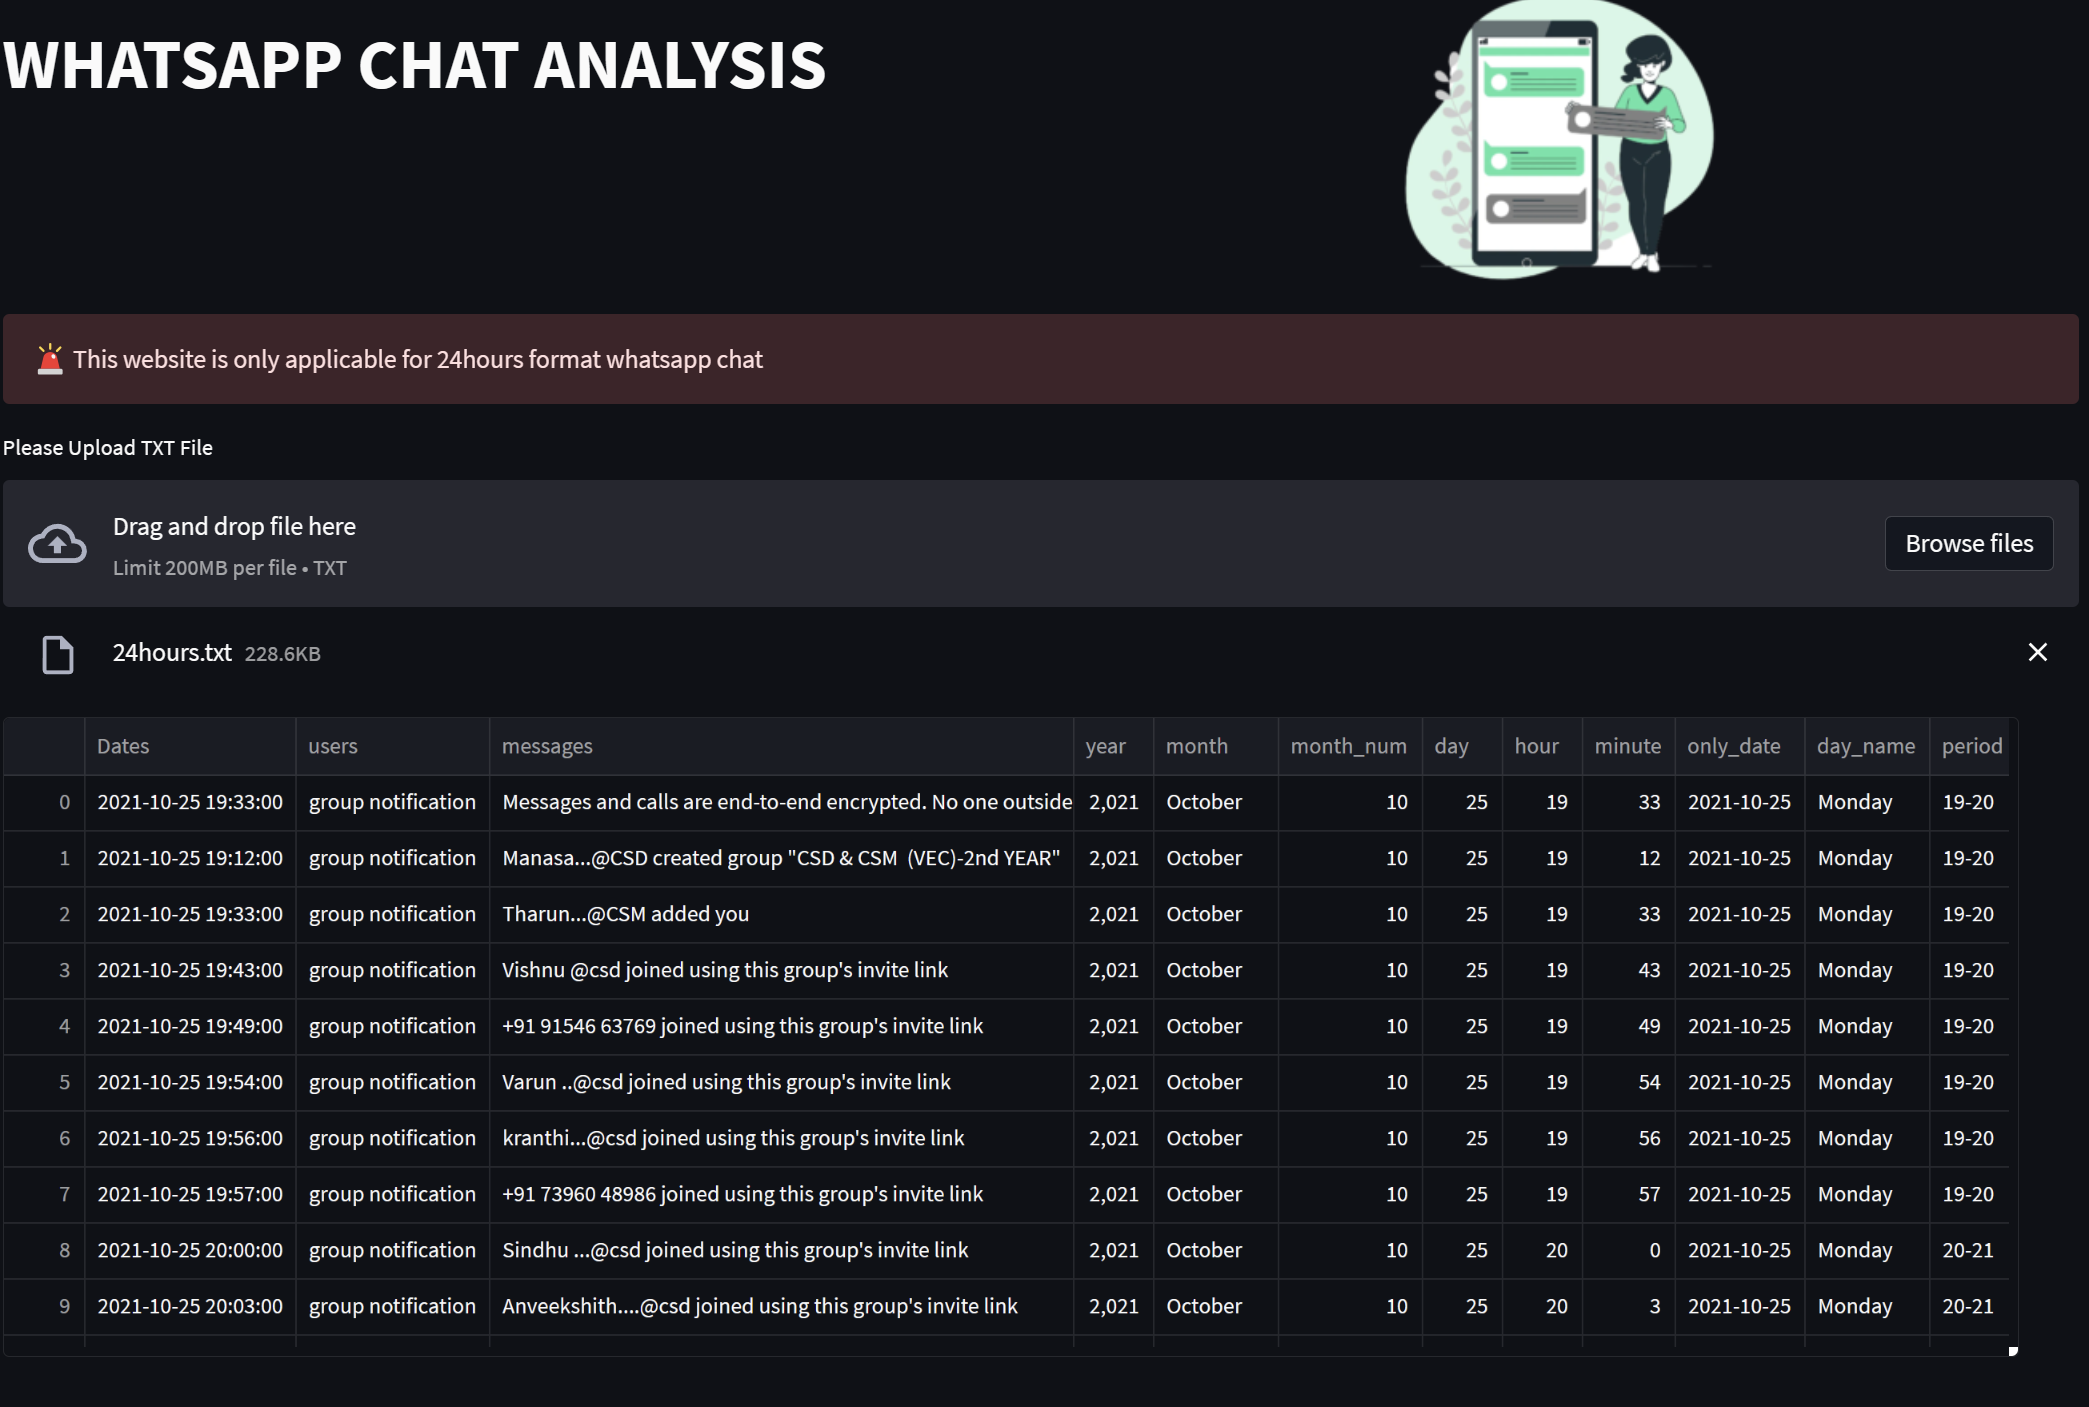 WHATSAPP CHAT ANALYSIS
🚨 This website is only applicable for 24hours format whatsapp chat
Please Upload TXT File
Drag and drop file here
Limit 200MB per file • TXT
Browse files
24hours.txt 228.6KB
Dates users messages year month month_num day hour minute only_date day_name period
0 2021-10-25 19:33:00 group notification Messages and calls are end-to-end encrypted. No one outside 2,021 October 10 25 19 33 2021-10-25 Monday 19-20
1 2021-10-25 19:12:00 group notification Manasa...@CSD created group "CSD & CSM  (VEC)-2nd YEAR" 2,021 October 10 25 19 12 2021-10-25 Monday 19-20
2 2021-10-25 19:33:00 group notification Tharun...@CSM added you 2,021 October 10 25 19 33 2021-10-25 Monday 19-20
3 2021-10-25 19:43:00 group notification Vishnu @csd joined using this group's invite link 2,021 October 10 25 19 43 2021-10-25 Monday 19-20
4 2021-10-25 19:49:00 group notification +91 91546 63769 joined using this group's invite link 2,021 October 10 25 19 49 2021-10-25 Monday 19-20
5 2021-10-25 19:54:00 group notification Varun ..@csd joined using this group's invite link 2,021 October 10 25 19 54 2021-10-25 Monday 19-20
6 2021-10-25 19:56:00 group notification kranthi...@csd joined using this group's invite link 2,021 October 10 25 19 56 2021-10-25 Monday 19-20
7 2021-10-25 19:57:00 group notification +91 73960 48986 joined using this group's invite link 2,021 October 10 25 19 57 2021-10-25 Monday 19-20
8 2021-10-25 20:00:00 group notification Sindhu ...@csd joined using this group's invite link 2,021 October 10 25 20 0 2021-10-25 Monday 20-21
9 2021-10-25 20:03:00 group notification Anveekshith....@csd joined using this group's invite link 2,021 October 10 25 20 3 2021-10-25 Monday 20-21